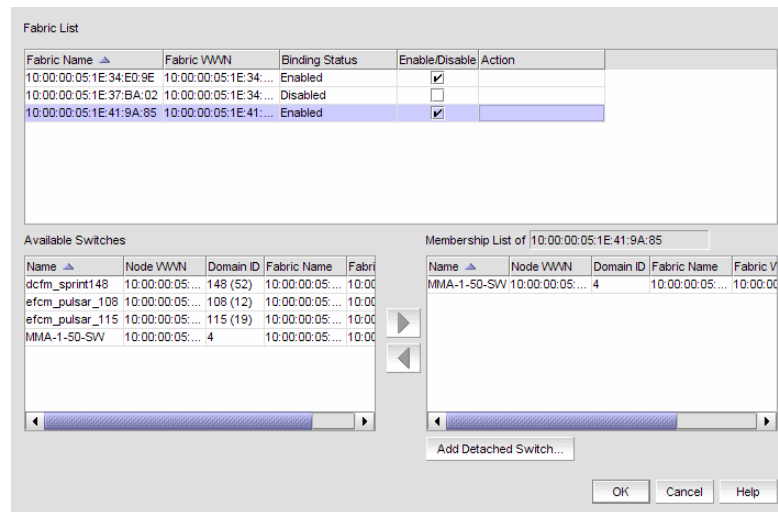 Fabric List
Fabric Name Fabric WWN Binding Status Enable/Disable Action
10:00:00:05:1E:34:E0:9E 10:00:00:05:1E:34:... Enabled
10:00:00:05:1E:37:BA:02 10:00:00:05:1E:34:... Disabled
10:00:00:05:1E:41:9A:85 10:00:00:05:1E:41:... Enabled
Available Switches
Name Node WWN Domain ID Fabric Name Fabri
dcfm_sprint148 10:00:00:05:... 148 (52) 10:00:00:05:... 10:00
efcm_pulsar_108 10:00:00:05:... 108 (12) 10:00:00:05:... 10:00
efcm_pulsar_115 10:00:00:05:... 115 (19) 10:00:00:05:... 10:00
MMA-1-50-SW 10:00:00:05:... 4 10:00:00:05:... 10:00
Membership List of 10:00:00:05:1E:41:9A:85
Name Node WWN Domain ID Fabric Name Fabric V
MMA-1-50-SW 10:00:00:05:... 4 10:00:00:05:... 10:00:00
Add Detached Switch...
OK Cancel Help